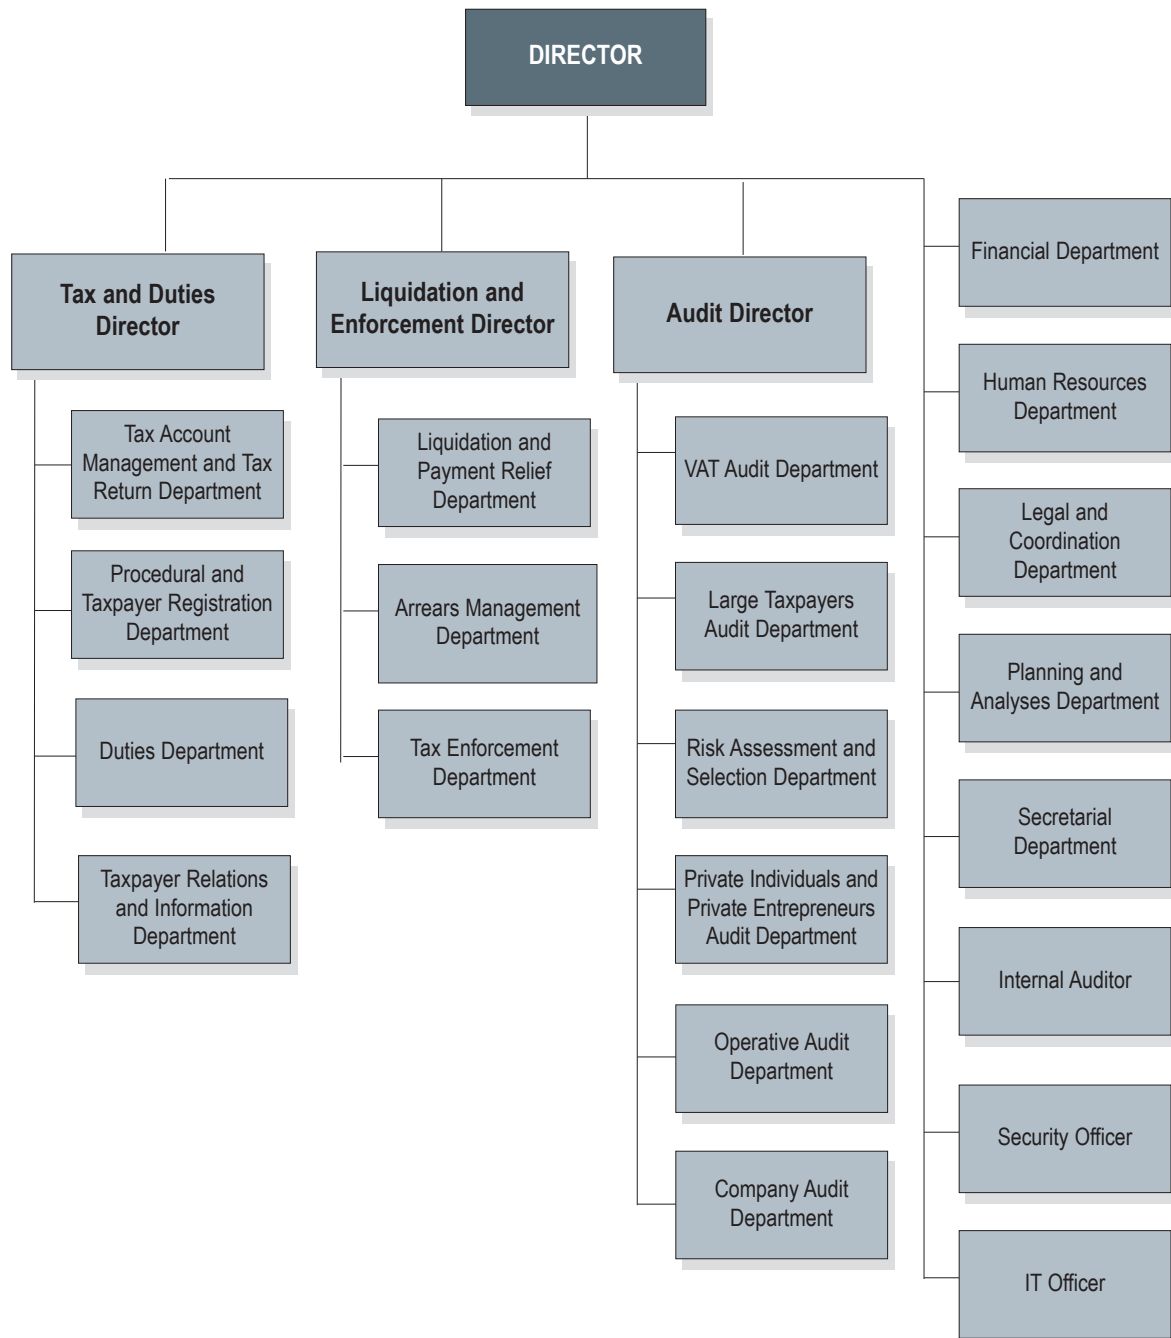 DIRECTOR
Tax and Duties
Director
Tax Account
Management and Tax
Return Department
Procedural and
Taxpayer Registration
Department
Duties Department
Taxpayer Relations
and Information
Department
Liquidation and
Enforcement Director
Liquidation and
Payment Relief
Department
Arrears Management
Department
Tax Enforcement
Department
Audit Director
VAT Audit Department
Large Taxpayers
Audit Department
Risk Assessment and
Selection Department
Private Individuals and
Private Entrepreneurs
Audit Department
Operative Audit
Department
Company Audit
Department
Financial Department
Human Resources
Department
Legal and
Coordination
Department
Planning and
Analyses Department
Secretarial
Department
Internal Auditor
Security Officer
IT Officer